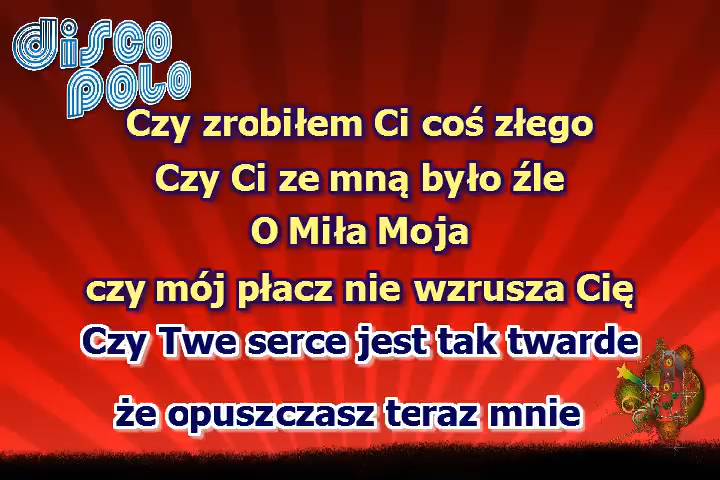 disco
polo
Czy zrobiłem Ci coś złego
Czy Ci ze mną było źle
O Miła Moja
czy mój płacz nie wzrusza Cię
Czy Twe serce jest tak twarde
że opuszczasz teraz mnie